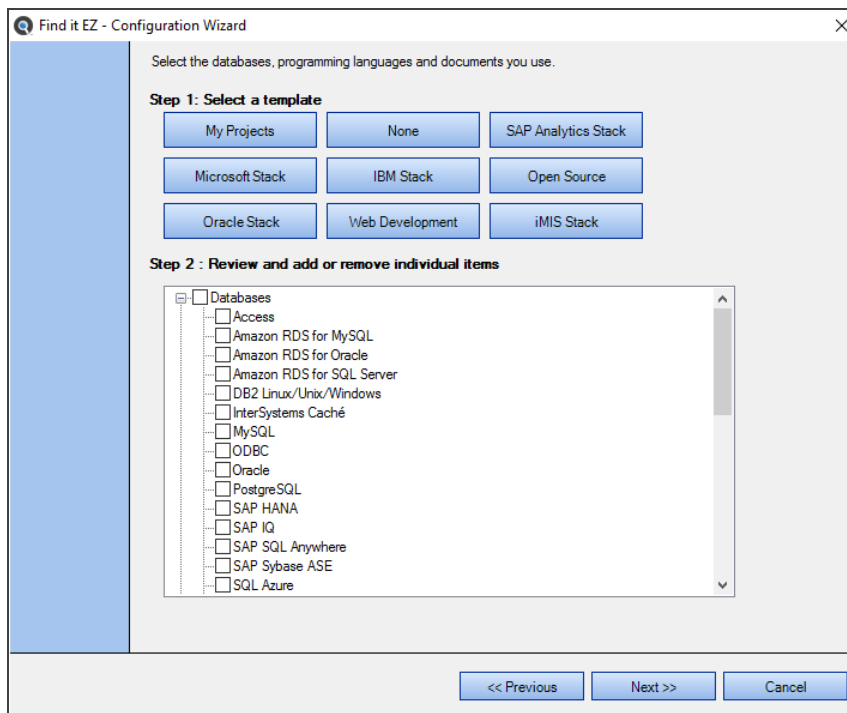 Find it EZ - Configuration Wizard
Select the databases, programming languages and documents you use.
Step 1: Select a template
My Projects
None
SAP Analytics Stack
Microsoft Stack
IBM Stack
Open Source
Oracle Stack
Web Development
iMIS Stack
Step 2 : Review and add or remove individual items
Databases
Access
Amazon RDS for MySQL
Amazon RDS for Oracle
Amazon RDS for SQL Server
DB2 Linux/Unix/Windows
InterSystems Caché
MySQL
ODBC
Oracle
PostgreSQL
SAP HANA
SAP IQ
SAP SQL Anywhere
SAP Sybase ASE
SQL Azure
<< Previous
Next >>
Cancel